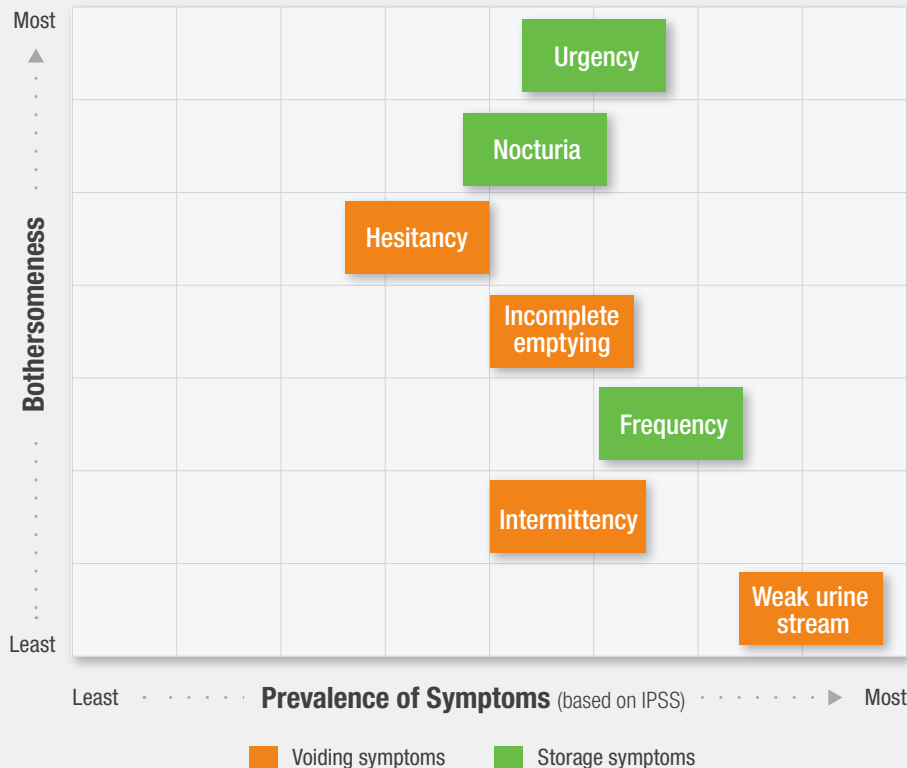 Most
Urgency
Nocturia
Hesitancy
Bothersomeness
Incomplete
emptying
Frequency
Intermittency
Weak urine
stream
Least
Least Prevalence of Symptoms (based on IPSS) Most
Voiding symptoms Storage symptoms